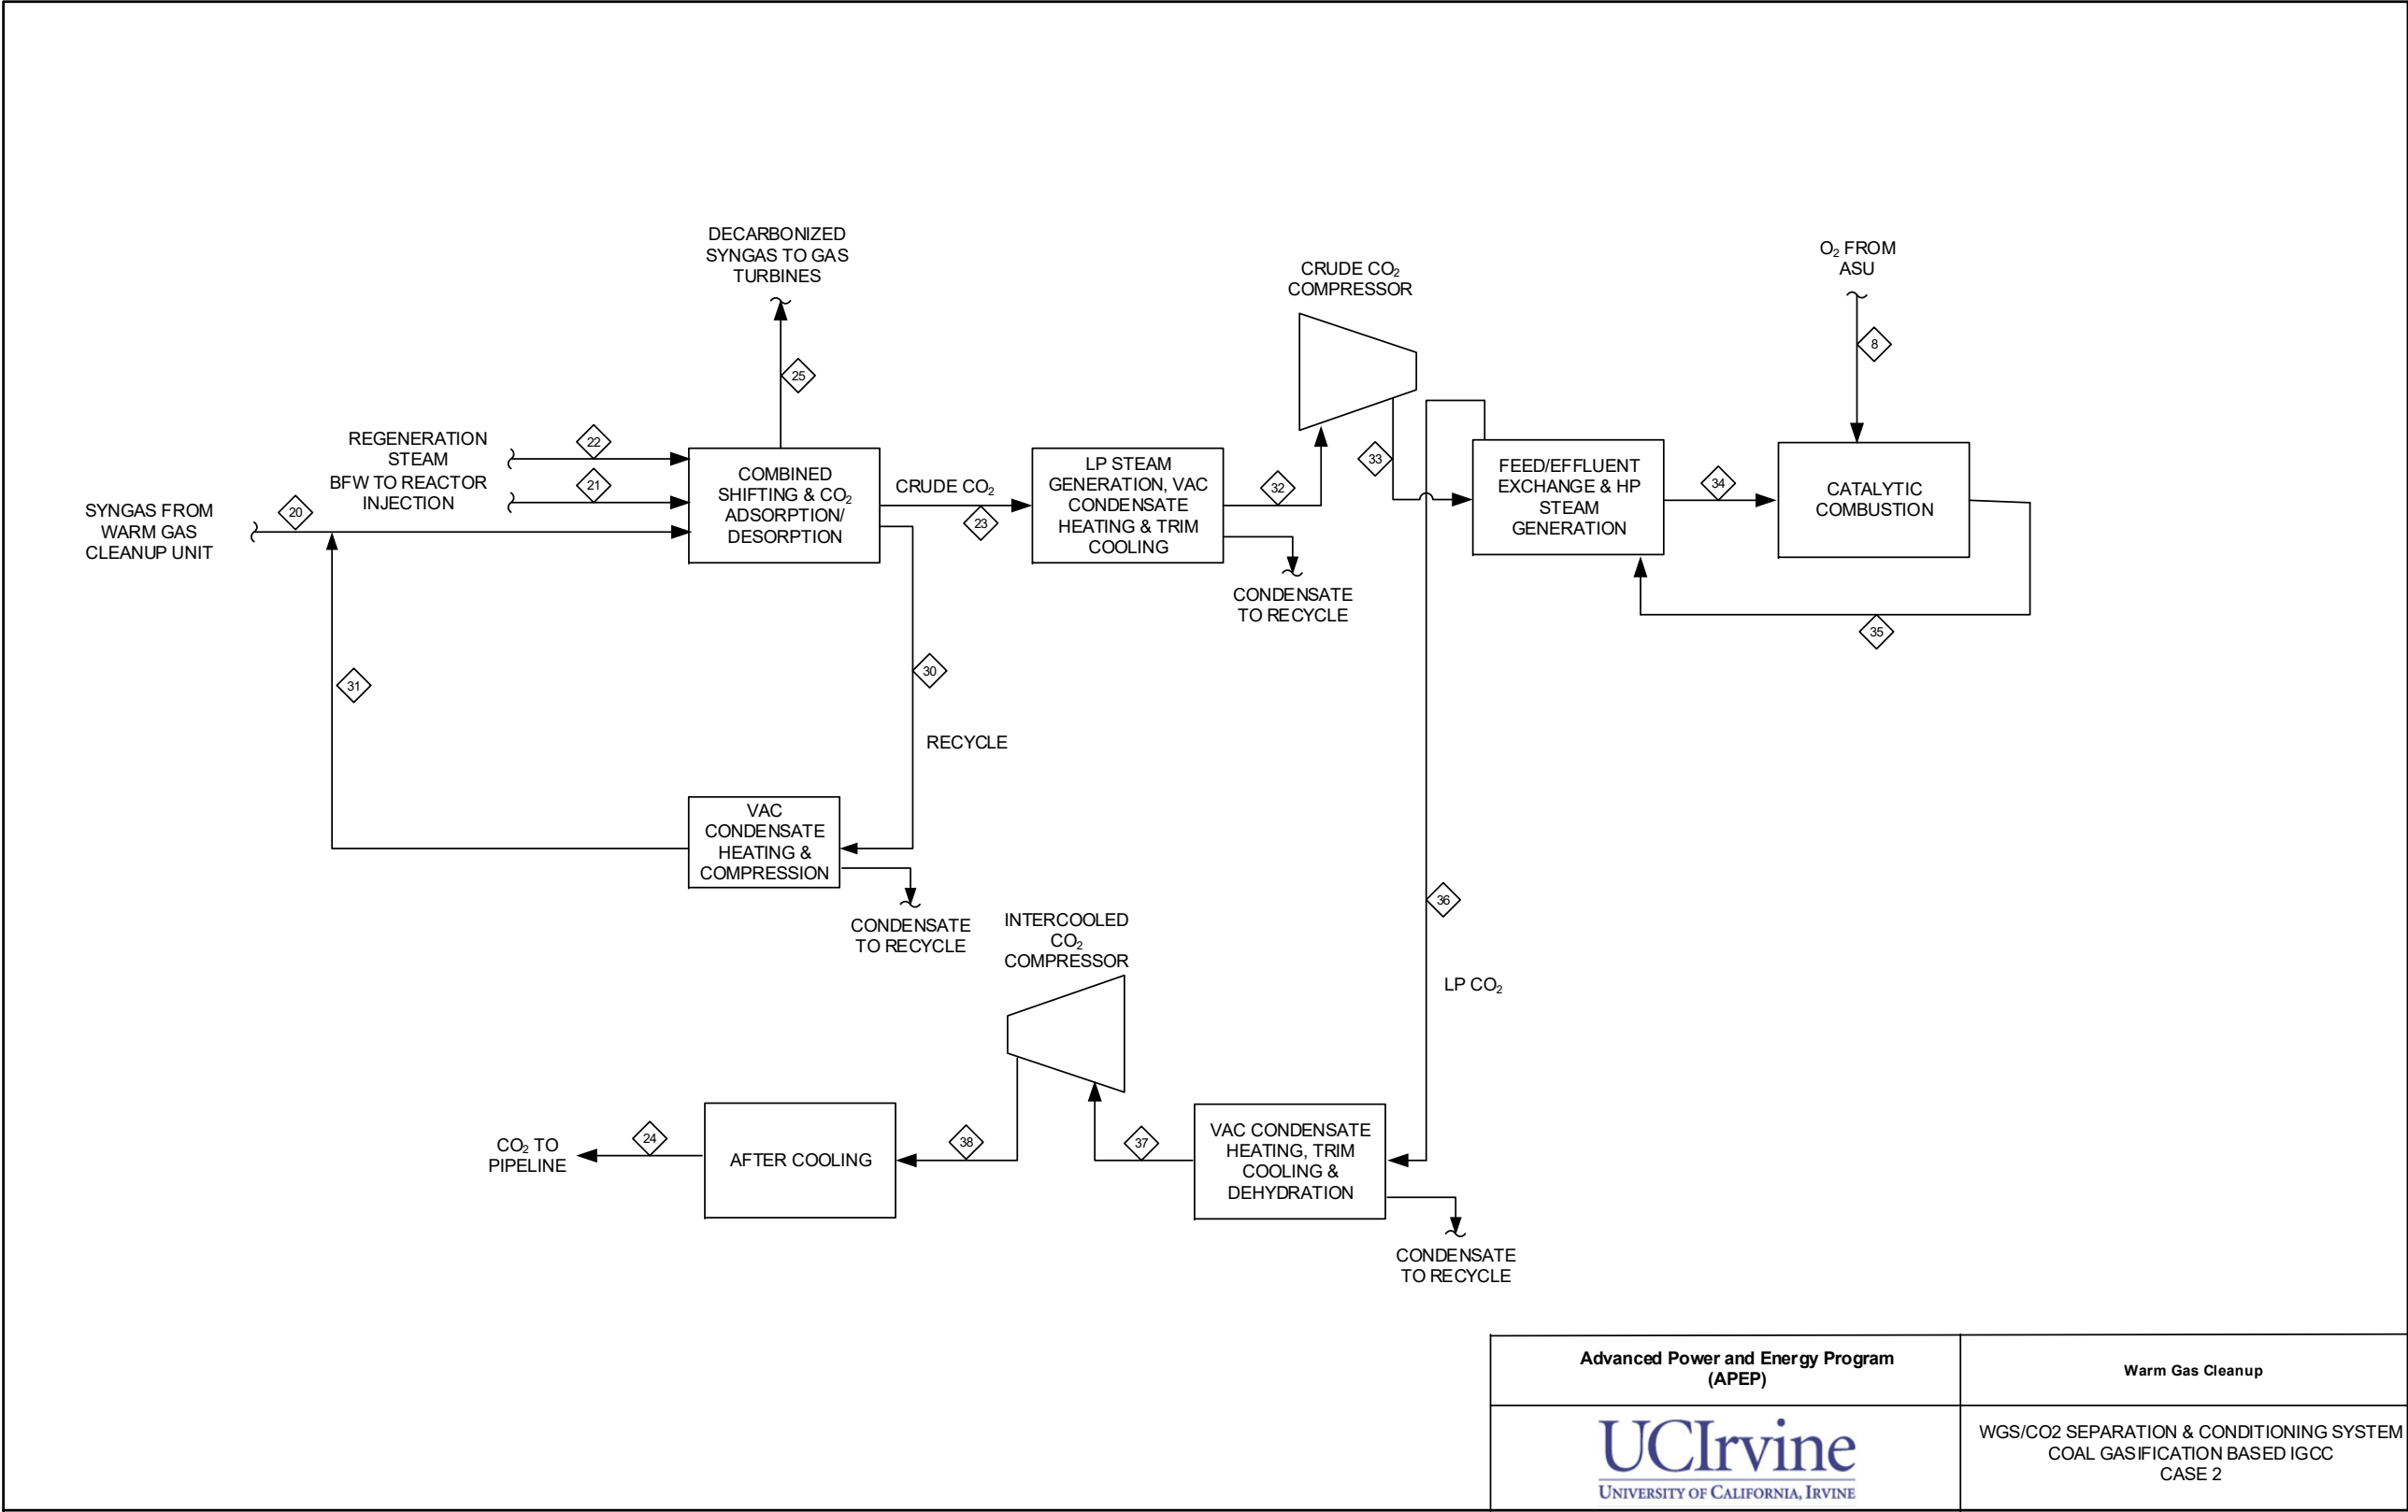 DECARBONIZED
SYNGAS TO GAS
TURBINES
25
CRUDE CO₂
COMPRESSOR
O₂ FROM
ASU
8
REGENERATION
STEAM
22
BFW TO REACTOR
INJECTION
21
SYNGAS FROM
WARM GAS
CLEANUP UNIT
20
COMBINED
SHIFTING & CO₂
ADSORPTION/
DESORPTION
CRUDE CO₂
23
LP STEAM
GENERATION, VAC
CONDENSATE
HEATING & TRIM
COOLING
32
33
FEED/EFFLUENT
EXCHANGE & HP
STEAM
GENERATION
34
CATALYTIC
COMBUSTION
35
CONDENSATE
TO RECYCLE
31
30
RECYCLE
VAC
CONDENSATE
HEATING &
COMPRESSION
CONDENSATE
TO RECYCLE
36
LP CO₂
INTERCOOLED
CO₂
COMPRESSOR
CO₂ TO
PIPELINE
24
AFTER COOLING
38
37
VAC CONDENSATE
HEATING, TRIM
COOLING &
DEHYDRATION
CONDENSATE
TO RECYCLE
Advanced Power and Energy Program
(APEP)
Warm Gas Cleanup
UCIrvine
UNIVERSITY OF CALIFORNIA, IRVINE
WGS/CO2 SEPARATION & CONDITIONING SYSTEM
COAL GASIFICATION BASED IGCC
CASE 2